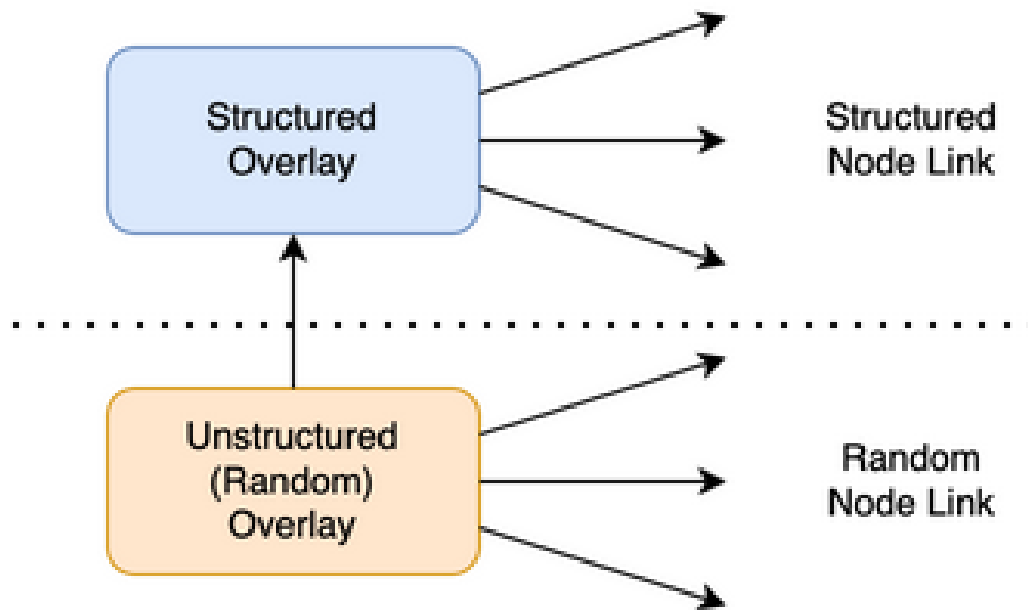 Structured
Overlay
Structured
Node Link
Unstructured
(Random)
Overlay
Random
Node Link